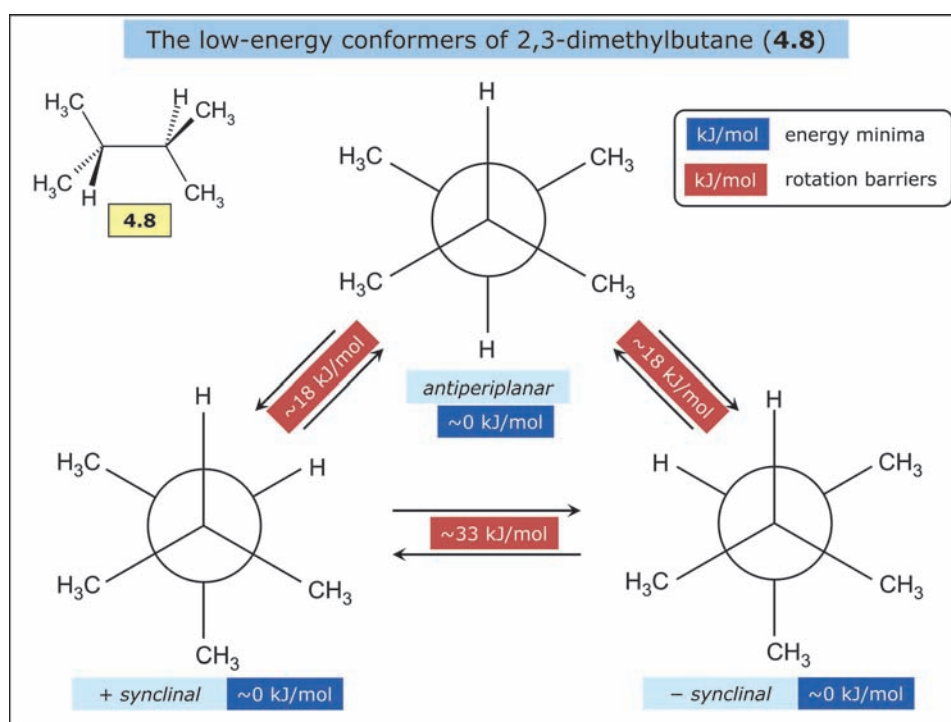 The low-energy conformers of 2,3-dimethylbutane (4.8)
H₃C
H
CH₃
H₃C
H
CH₃
4.8
H
H₃C
CH₃
H₃C
CH₃
H
kJ/mol energy minima
kJ/mol rotation barriers
~18 kJ/mol
antiperiplanar
~0 kJ/mol
~18 kJ/mol
H
H₃C
H
H₃C
CH₃
CH₃
~33 kJ/mol
H
H
CH₃
H₃C
CH₃
CH₃
+ synclinal ~0 kJ/mol
− synclinal ~0 kJ/mol